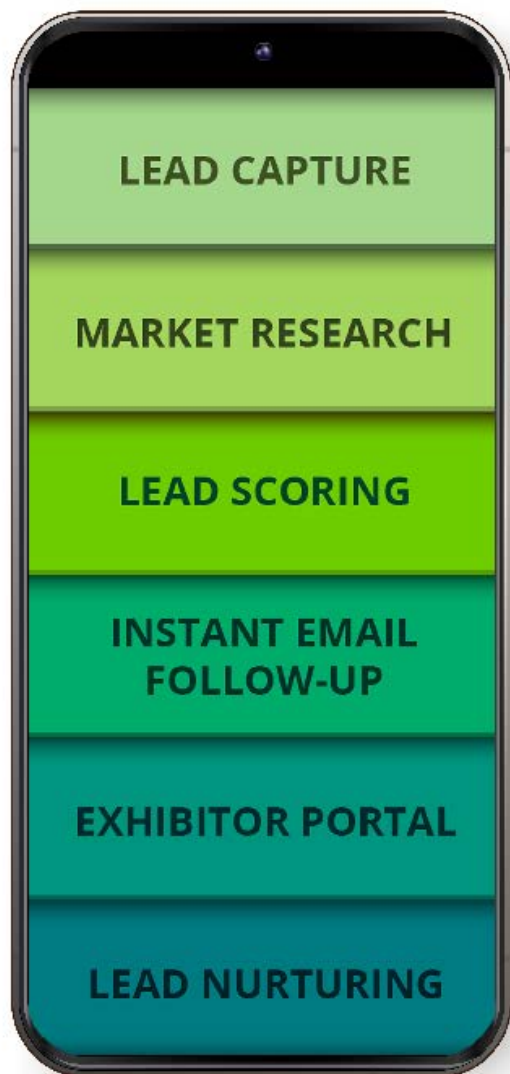 LEAD CAPTURE
MARKET RESEARCH
LEAD SCORING
INSTANT EMAIL
FOLLOW-UP
EXHIBITOR PORTAL
LEAD NURTURING